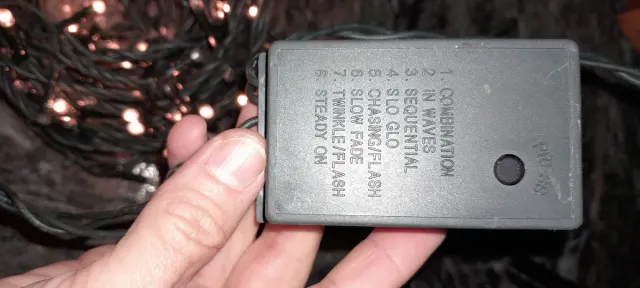 PRESS
1. COMBINATION
2 IN WAVES
3. SEQUENTIAL
4. SLO GLO
5. CHASING/FLASH
6. SLOW FADE
7. TWINKLE/FLASH
8. STEADY ON